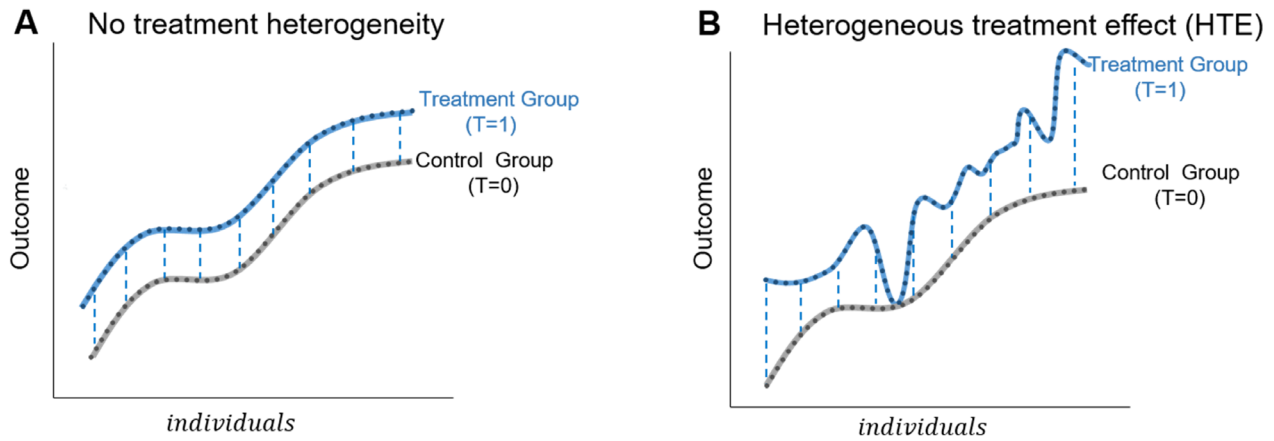 A
No treatment heterogeneity
Treatment Group
(T=1)
Control Group
(T=0)
Outcome
individuals
B
Heterogeneous treatment effect (HTE)
Treatment Group
(T=1)
Control Group
(T=0)
Outcome
individuals